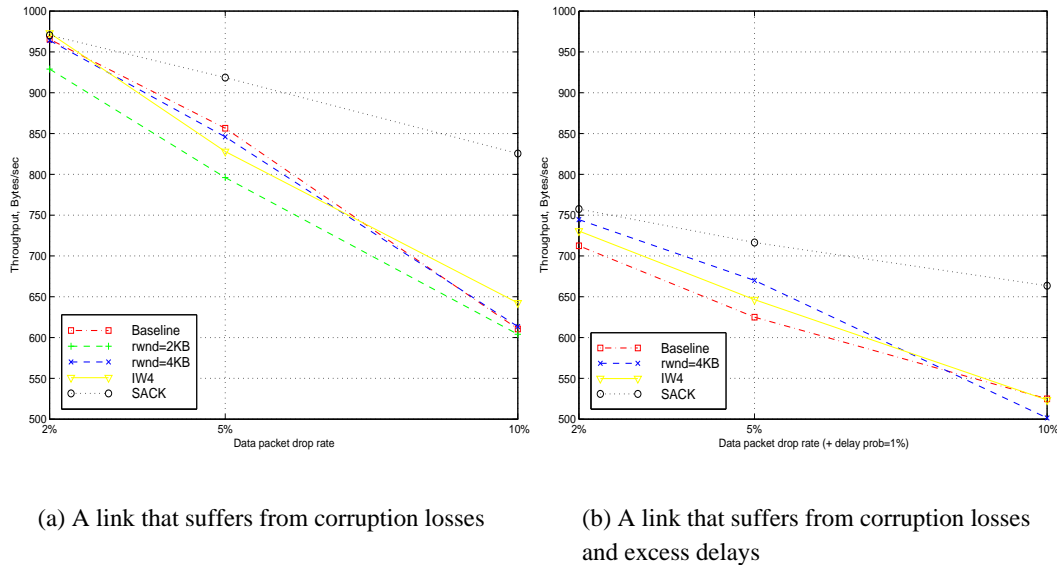 1000
950
900
850
800
750
700
650
600
550
500
Throughput, Bytes/sec
2%
5%
10%
Data packet drop rate
Baseline
rwnd=2KB
rwnd=4KB
IW4
SACK
(a) A link that suffers from corruption losses
1000
950
900
850
800
750
700
650
600
550
500
Throughput, Bytes/sec
2%
5%
10%
Data packet drop rate (+ delay prob=1%)
Baseline
rwnd=4KB
IW4
SACK
(b) A link that suffers from corruption losses
and excess delays